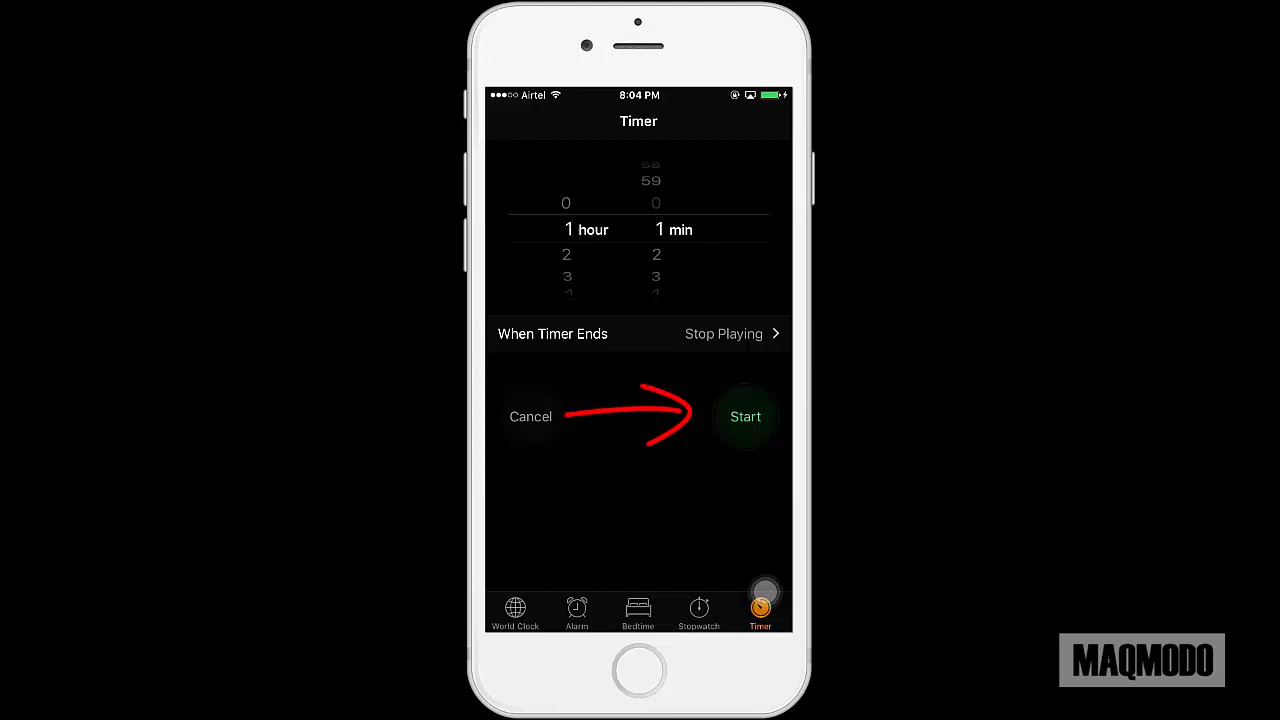 Airtel 8:04 PM
Timer
58
59
0 0
1 hour 1 min
2 2
3 3
When Timer Ends Stop Playing
Cancel Start
World Clock Alarm Bedtime Stopwatch Timer
MAQMODO